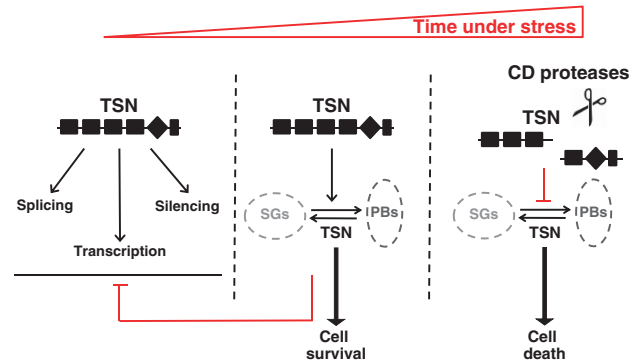 Time under stress
TSN
Splicing
Silencing
Transcription
TSN
SGs
PBs
TSN
Cell
survival
CD proteases
TSN
SGs
PBs
TSN
Cell
death